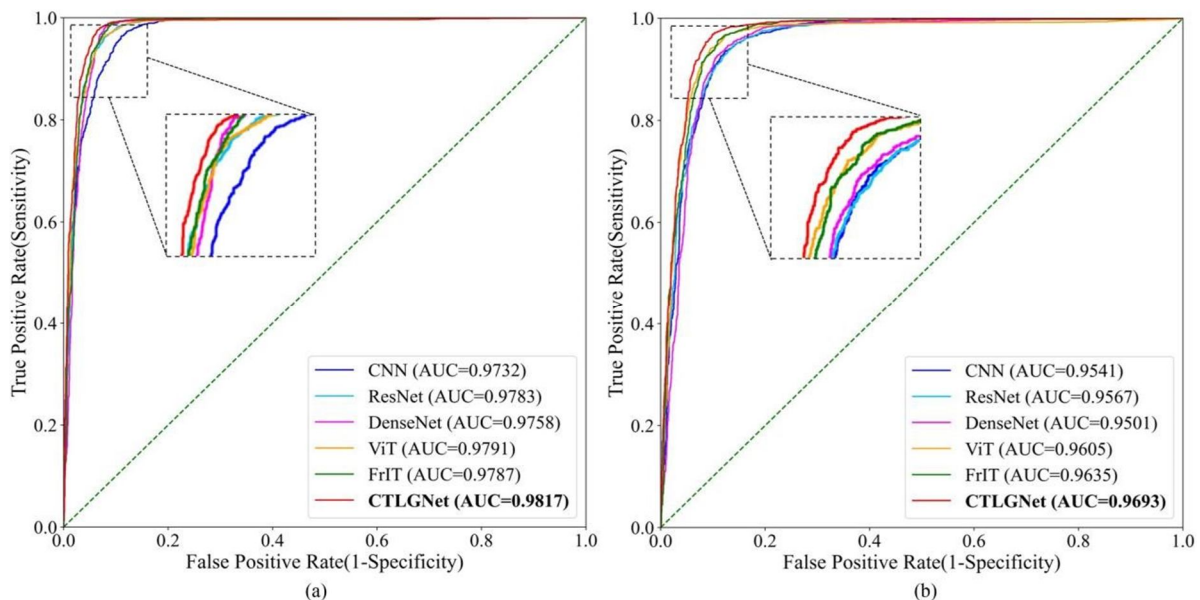 1.0
0.8
0.6
0.4
0.2
0.0
True Positive Rate(Sensitivity)
CNN (AUC=0.9732)
ResNet (AUC=0.9783)
DenseNet (AUC=0.9758)
ViT (AUC=0.9791)
FrIT (AUC=0.9787)
CTLGNet (AUC=0.9817)
0.0 0.2 0.4 0.6 0.8 1.0
False Positive Rate(1-Specificity)
(a)
1.0
0.8
0.6
0.4
0.2
0.0
True Positive Rate(Sensitivity)
CNN (AUC=0.9541)
ResNet (AUC=0.9567)
DenseNet (AUC=0.9501)
ViT (AUC=0.9605)
FrIT (AUC=0.9635)
CTLGNet (AUC=0.9693)
0.0 0.2 0.4 0.6 0.8 1.0
False Positive Rate(1-Specificity)
(b)